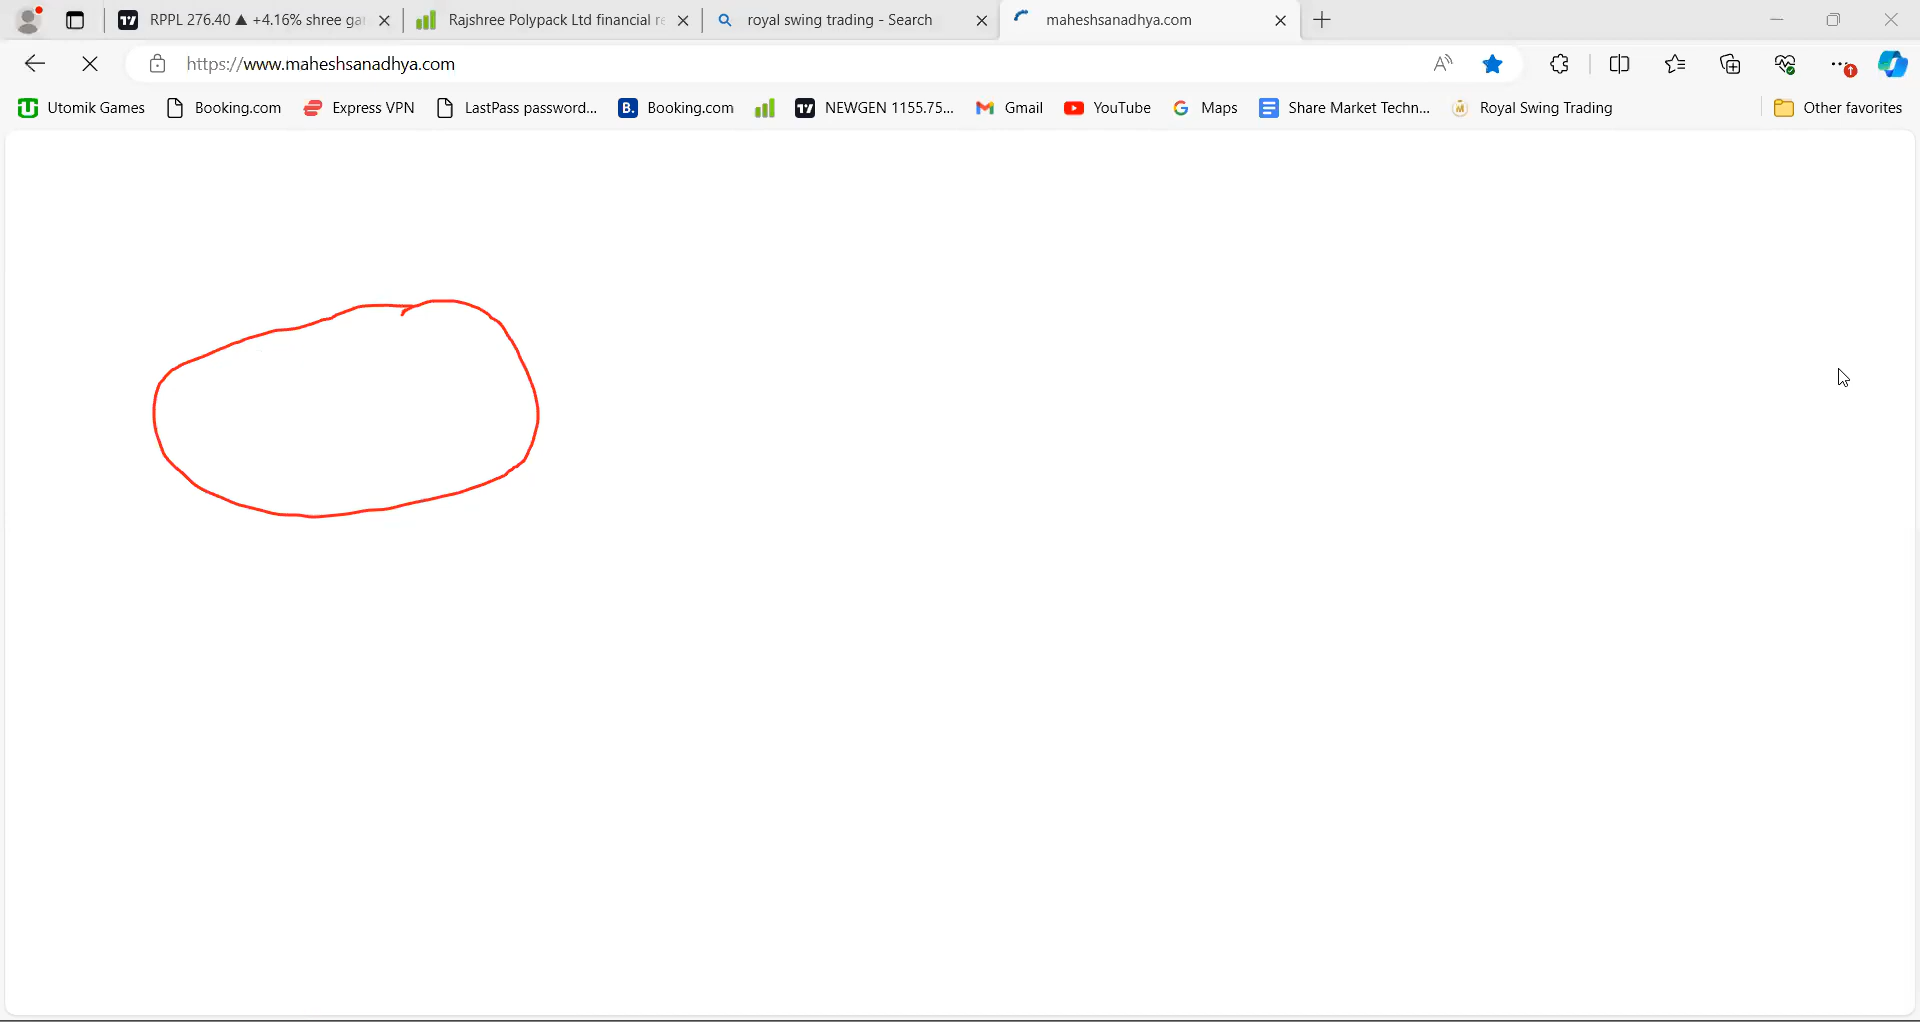 RPPL 276.40 ▲ +4.16% shree
Rajshree Polypack Ltd financial
royal swing trading - Search
maheshsanadhya.com
https://www.maheshsanadhya.com
Utomik Games
Booking.com
Express VPN
LastPass password...
B. Booking.com
NEWGEN 1155.75...
Gmail
YouTube
Maps
Share Market Techn...
Royal Swing Trading
Other favorites